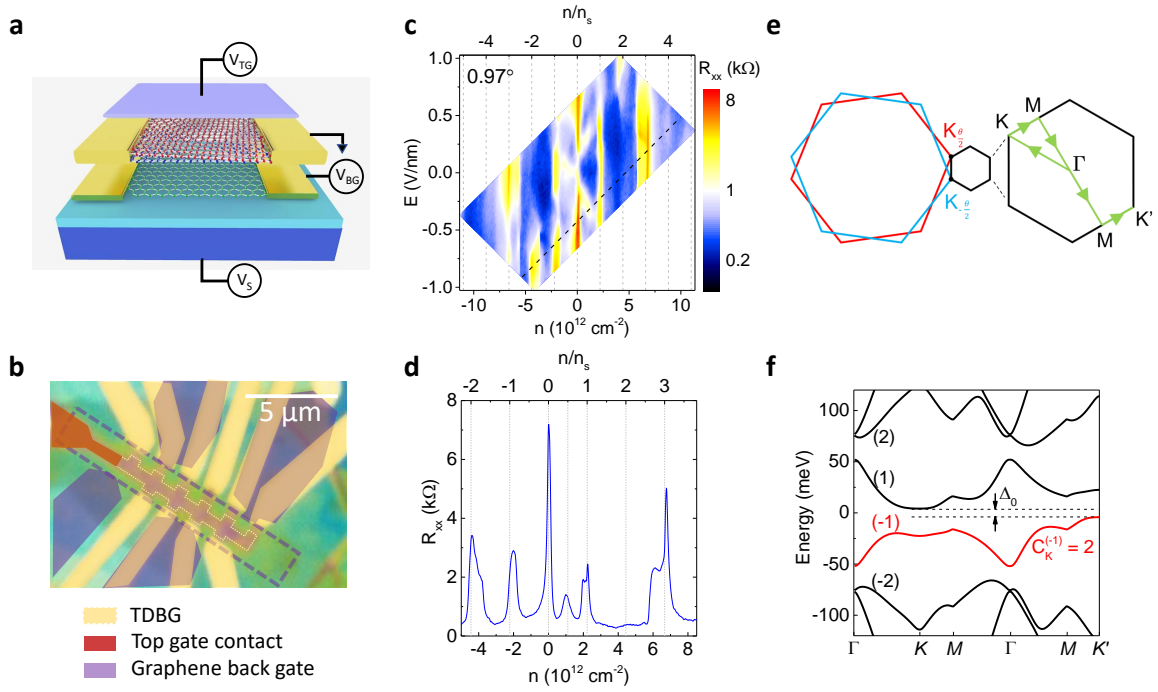 a
V_TG
V_BG
V_S
b
5 μm
TDBG
Top gate contact
Graphene back gate
c
n/n_s
-4 -2 0 2 4
0.97°
E (V/nm)
1.0
0.5
0.0
-0.5
-1.0
-10 -5 0 5 10
n (10^12 cm^-2)
R_xx (kΩ)
8
1
0.2
d
n/n_s
-2 -1 0 1 2 3
R_xx (kΩ)
8
6
4
2
0
-4 -2 0 2 4 6 8
n (10^12 cm^-2)
e
K_θ/2
K_-θ/2
K
M
Γ
M
K'
f
Energy (meV)
100
50
0
-50
-100
(2)
(1)
Δ_0
(-1)
C_K^(-1) = 2
(-2)
Γ K M Γ M K'